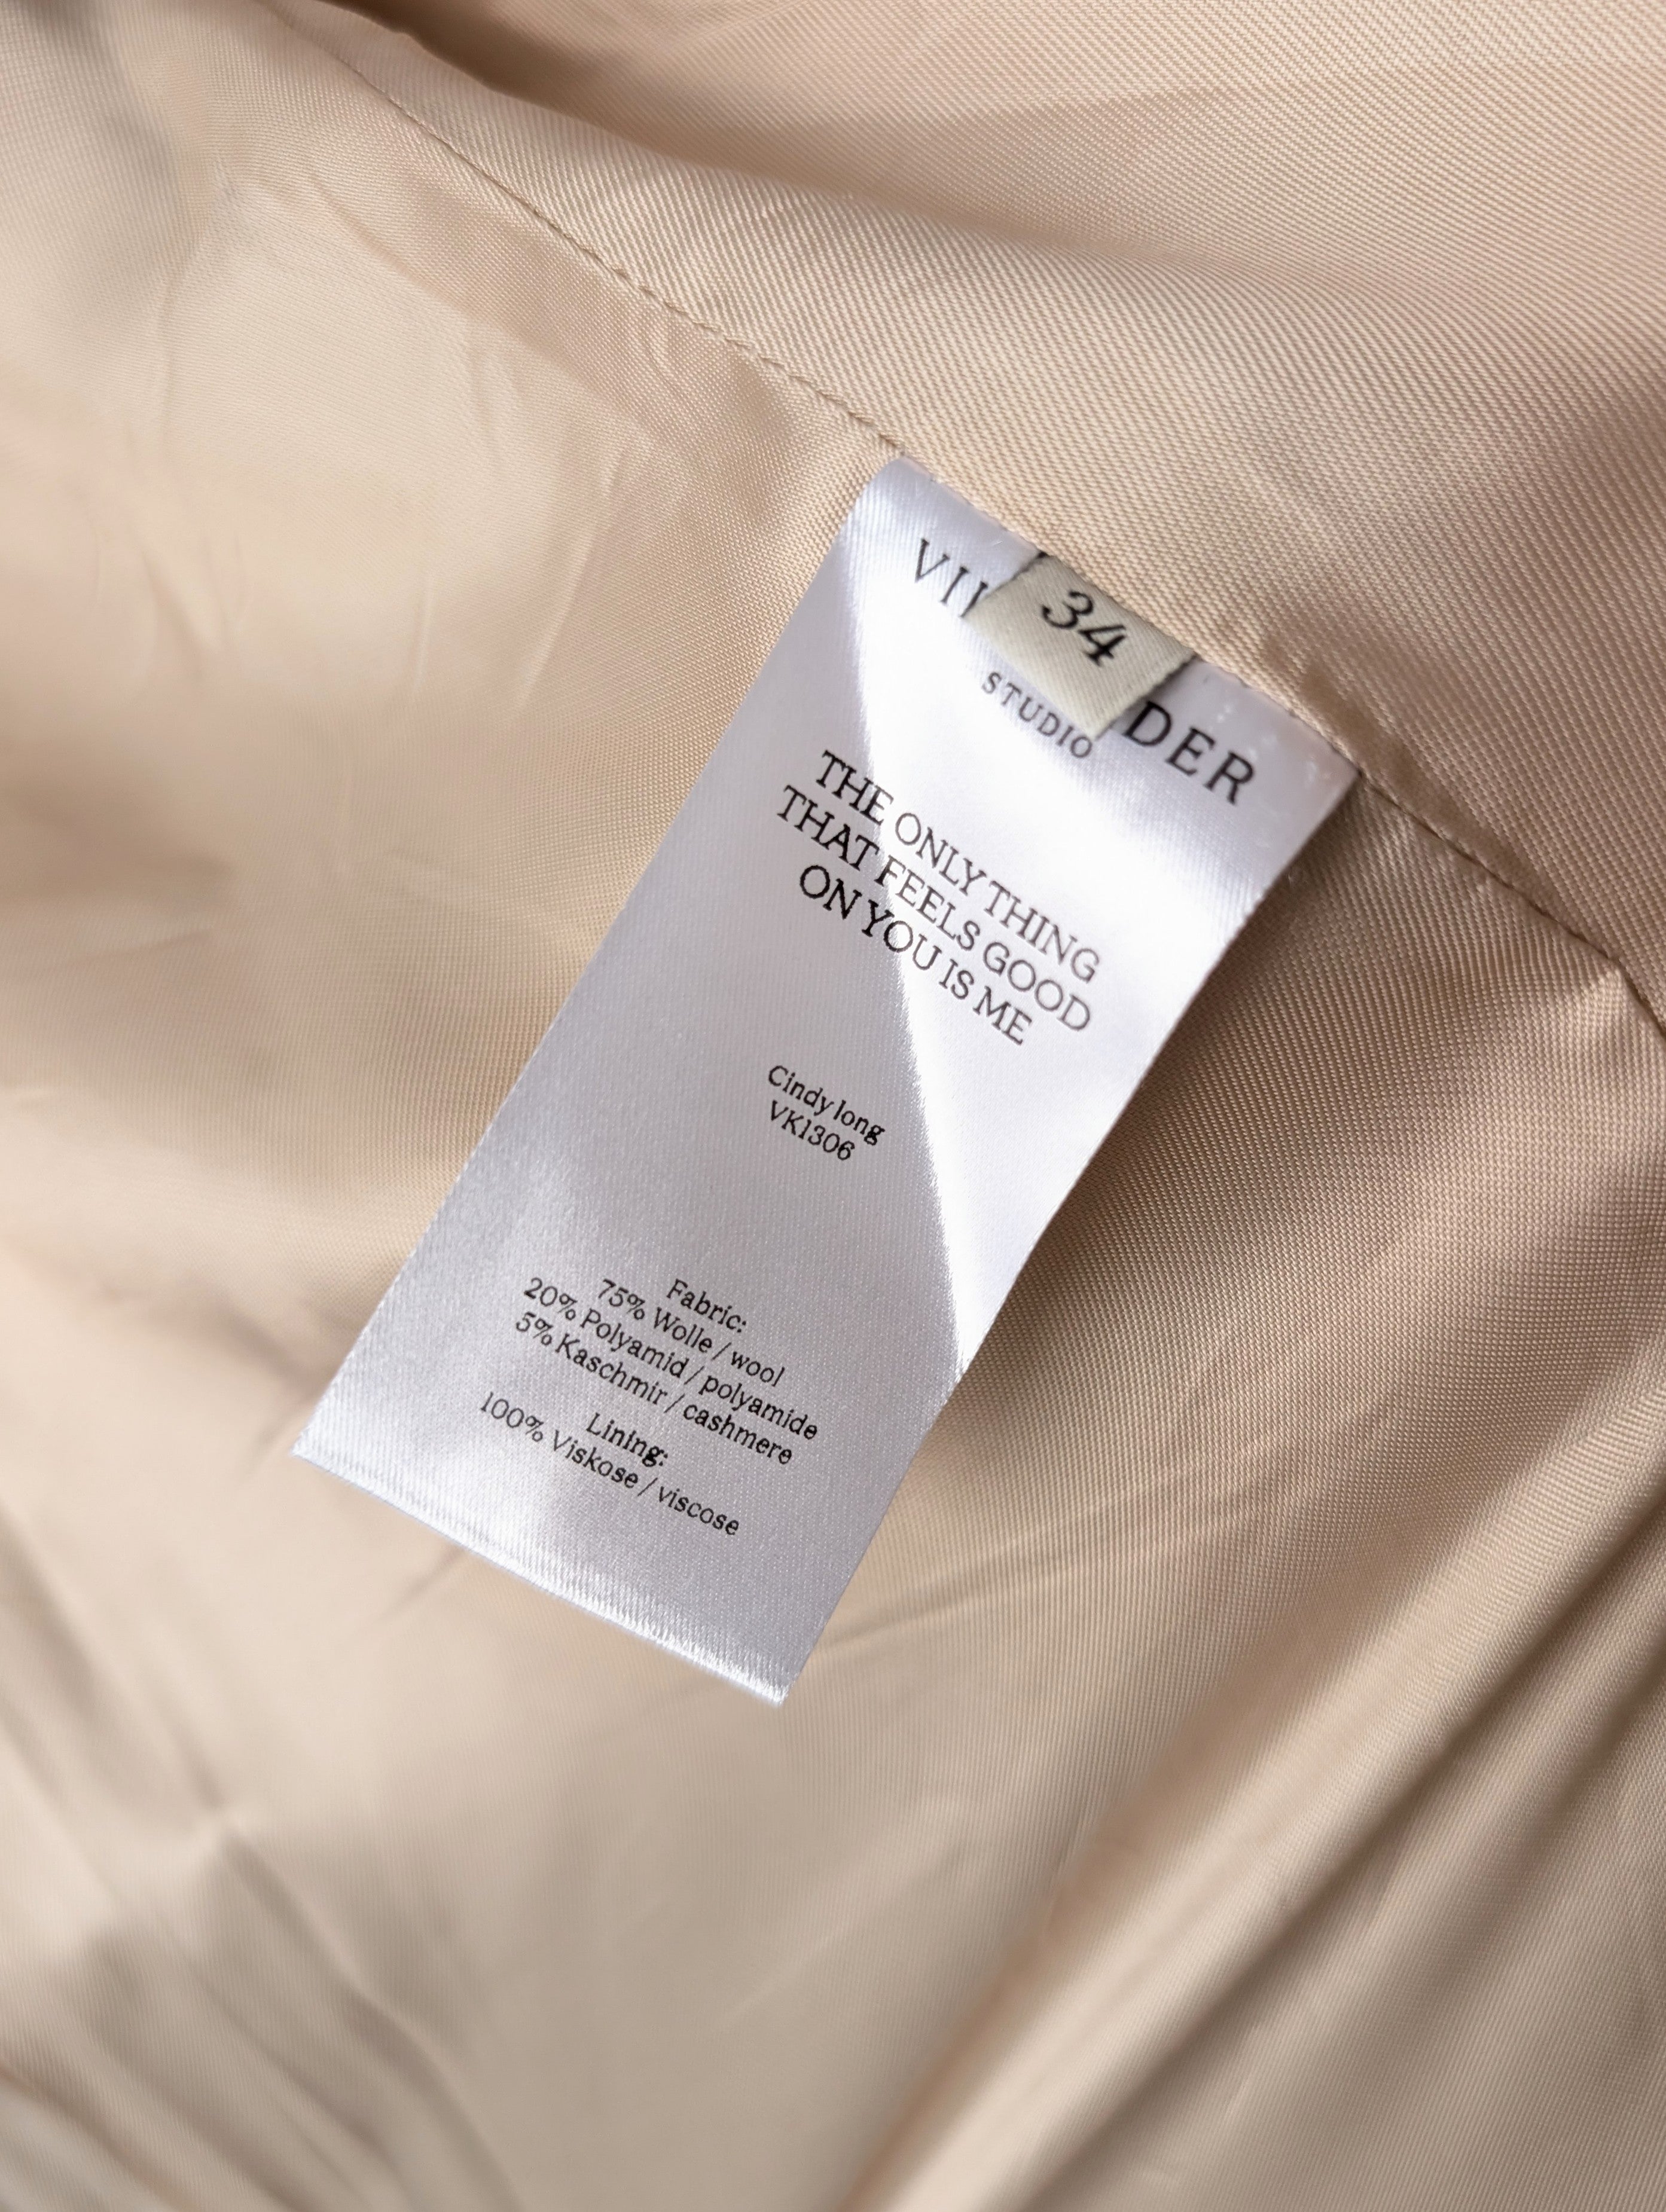 34
STUDIO
THE ONLY THING
THAT FEELS GOOD
ON YOU IS ME
Cindy long
VK1306
Fabric:
75% Wolle / wool
20% Polyamid / polyamide
5% Kaschmir / cashmere
Lining:
100% Viskose / viscose